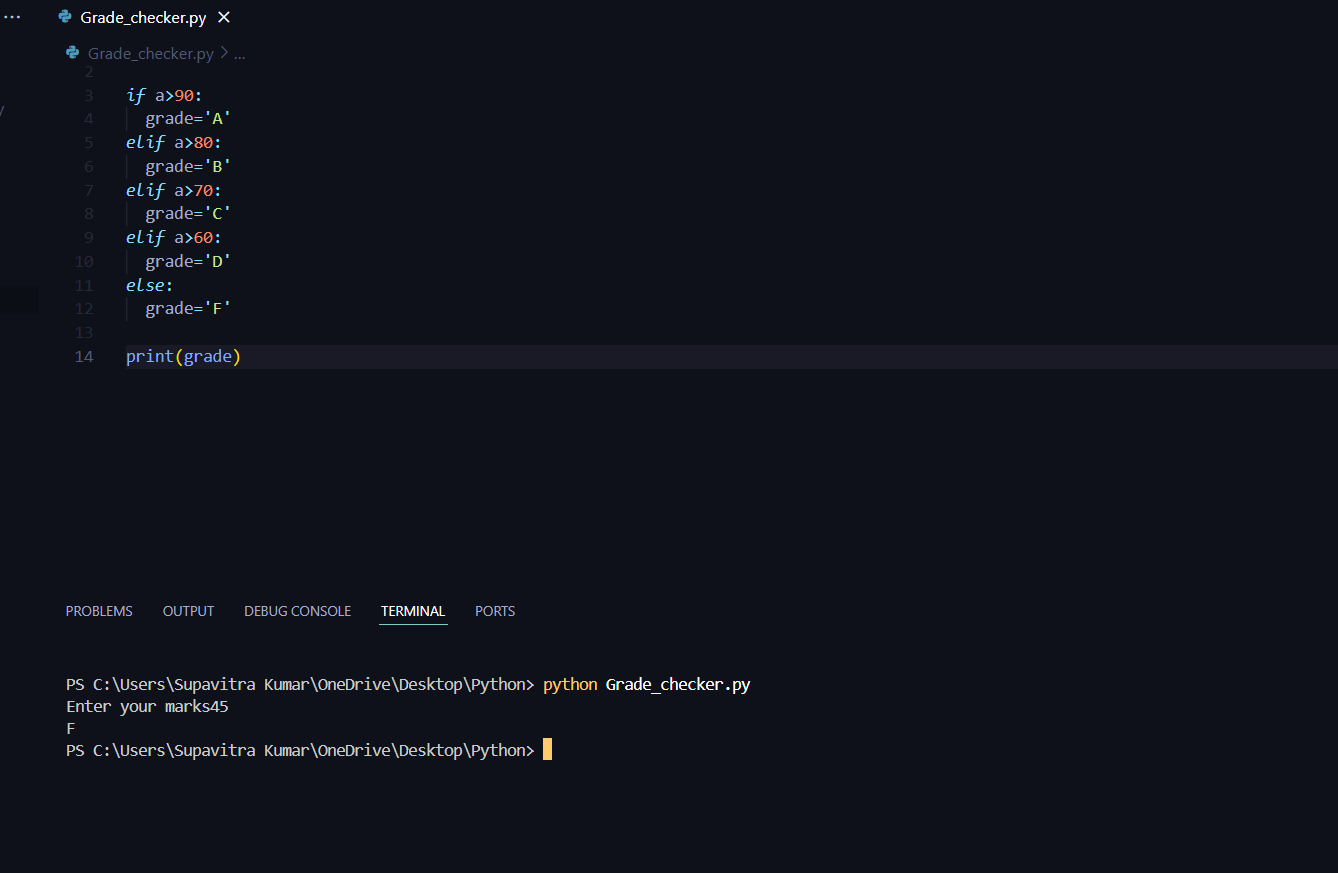 ... Grade_checker.py ×
Grade_checker.py > ...
2
3 if a>90:
4 grade='A'
5 elif a>80:
6 grade='B'
7 elif a>70:
8 grade='C'
9 elif a>60:
10 grade='D'
11 else:
12 grade='F'
13
14 print(grade)
PROBLEMS OUTPUT DEBUG CONSOLE TERMINAL PORTS
PS C:\Users\Supavitra Kumar\OneDrive\Desktop\Python> python Grade_checker.py
Enter your marks45
F
PS C:\Users\Supavitra Kumar\OneDrive\Desktop\Python>